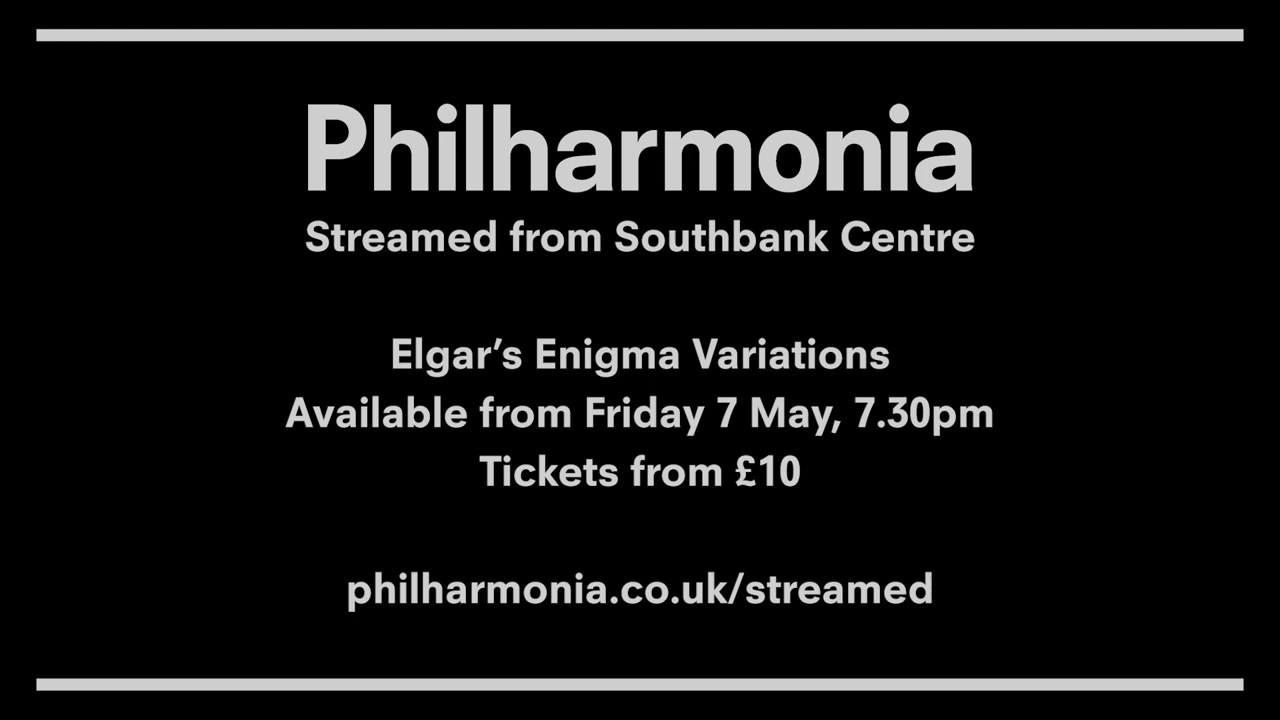 Philharmonia
Streamed from Southbank Centre
Elgar’s Enigma Variations
Available from Friday 7 May, 7.30pm
Tickets from £10
philharmonia.co.uk/streamed